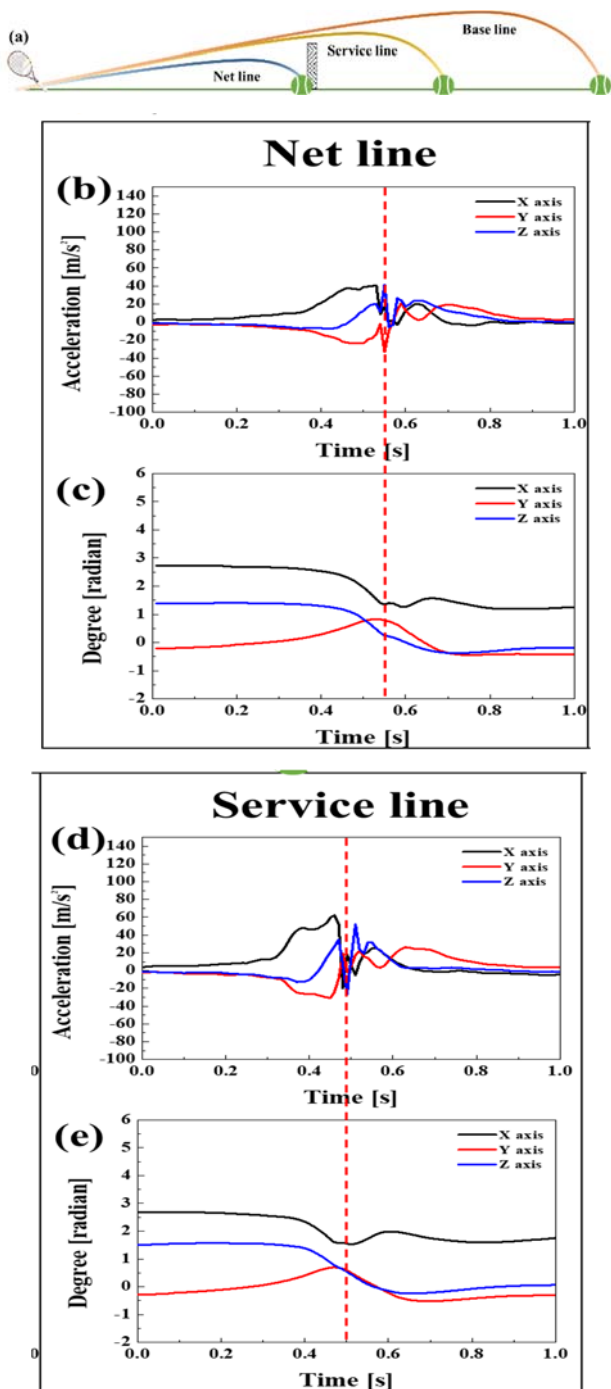 (a)
Base line
Service line
Net line
Net line
(b)
140
120
100
80
60
40
20
0
-20
-40
-60
-80
-100
Acceleration [m/s²]
X axis
Y axis
Z axis
0.0 0.2 0.4 0.6 0.8 1.0
Time [s]
(c)
6
5
4
3
2
1
0
-1
-2
Degree [radian]
X axis
Y axis
Z axis
0.0 0.2 0.4 0.6 0.8 1.0
Time [s]
Service line
(d)
140
120
100
80
60
40
20
0
-20
-40
-60
-80
-100
Acceleration [m/s²]
X axis
Y axis
Z axis
0.0 0.2 0.4 0.6 0.8 1.0
Time [s]
(e)
6
5
4
3
2
1
0
-1
-2
Degree [radian]
X axis
Y axis
Z axis
0.0 0.2 0.4 0.6 0.8 1.0
Time [s]